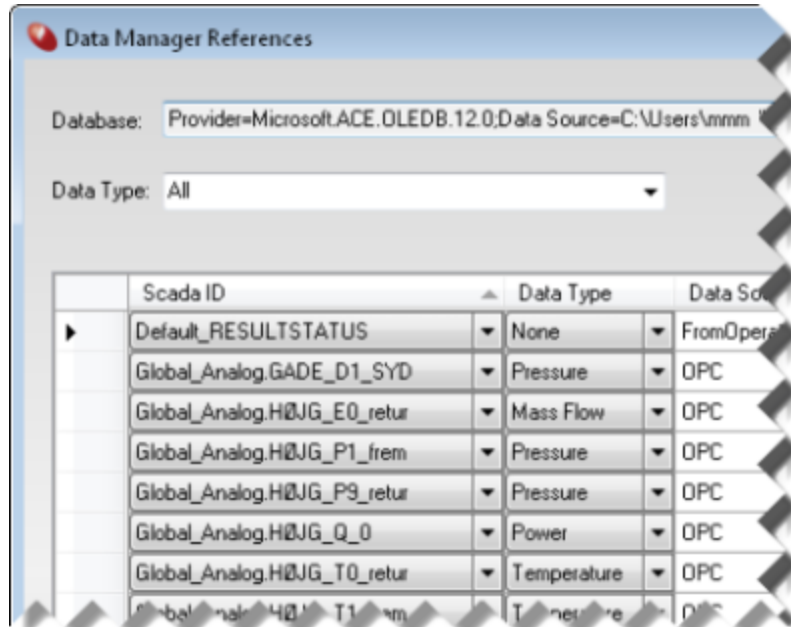 Data Manager References
Database: Provider=Microsoft.ACE.OLEDB.12.0;Data Source=C:\Users\mmm
Data Type: All
Scada ID Data Type Data
Default_RESULTSTATUS None
Global_Analog.GADE_D1_SYD Pressure OPC
Global_Analog.HØJG_E0_retur Mass Flow OPC
Global_Analog.HØJG_P1_frem Pressure OPC
Global_Analog.HØJG_P9_retur Pressure OPC
Global_Analog.HØJG_Q_0 Power OPC
Global_Analog.HØJG_T0_retur Temperature OPC